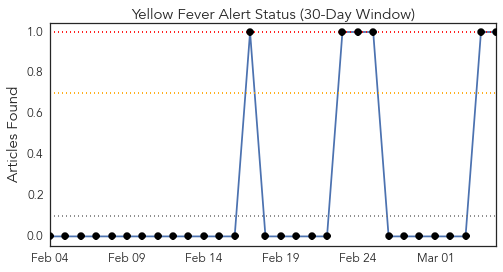 Yellow Fever Alert Status (30-Day Window)
Articles Found
1.0
0.8
0.6
0.4
0.2
0.0
Feb 04 Feb 09 Feb 14 Feb 19 Feb 24 Mar 01